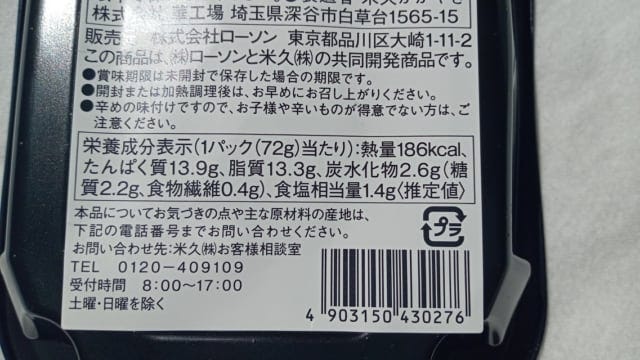 株式 華工場 埼玉県深谷市白草台1565-15
販売 株式会社ローソン 東京都品川区大崎1-11-2
この商品は、㈱ローソンと米久㈱の共同開発商品です。
●賞味期限は未開封で保存した場合の期限です。
●開封または加熱調理後は、お早めにお召し上がりください。
●辛めの味付けですので、お子様や辛いものが得意でない方は、ご
注意ください。
栄養成分表示(1パック(72g)当たり):熱量186kcal、
たんぱく質13.9g、脂質13.3g、炭水化物2.6g(糖
質2.2g、食物繊維0.4g)、食塩相当量1.4g〈推定値〉
本品についてお気づきの点や主な原材料の産地は、
下記の電話番号までお問い合わせください。
お問い合わせ先:米久㈱お客様相談室
TEL 0120-409109
受付時間 8:00〜17:00
土曜・日曜を除く
プラ
4 903150 430276